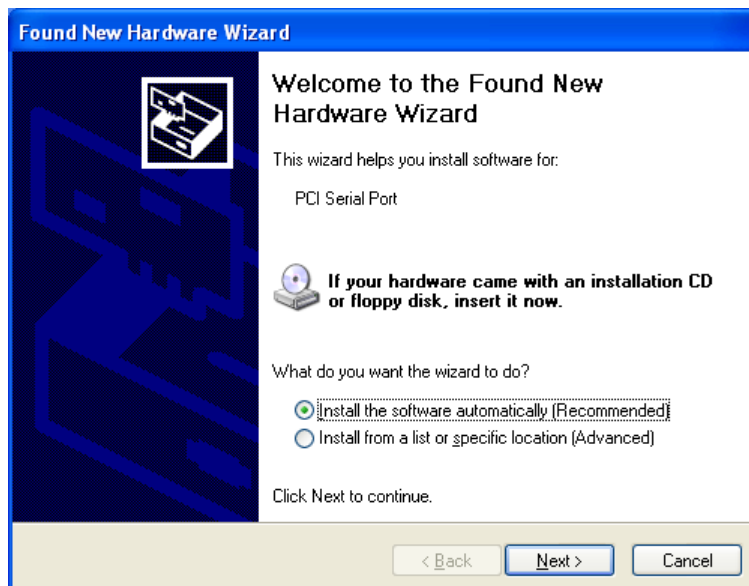 Found New Hardware Wizard
Welcome to the Found New
Hardware Wizard
This wizard helps you install software for:
PCI Serial Port
If your hardware came with an installation CD
or floppy disk, insert it now.
What do you want the wizard to do?
Install the software automatically (Recommended)
Install from a list or specific location (Advanced)
Click Next to continue.
< Back
Next >
Cancel